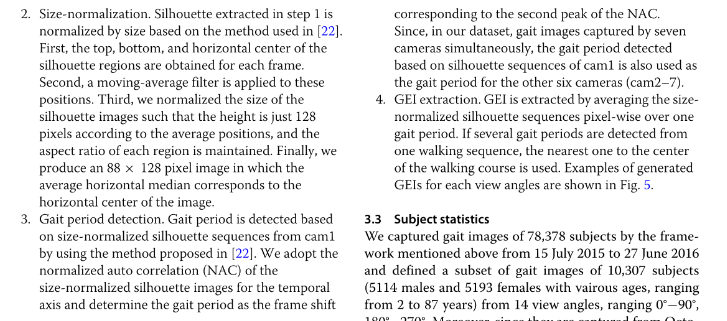 2. Size-normalization. Silhouette extracted in step 1 is
normalized by size based on the method used in [22].
First, the top, bottom, and horizontal center of the
silhouette regions are obtained for each frame.
Second, a moving-average filter is applied to these
positions. Third, we normalized the size of the
silhouette images such that the height is just 128
pixels according to the average positions, and the
aspect ratio of each region is maintained. Finally, we
produce an 88 × 128 pixel image in which the
average horizontal median corresponds to the
horizontal center of the image.
3. Gait period detection. Gait period is detected based
on size-normalized silhouette sequences from cam1
by using the method proposed in [22]. We adopt the
normalized auto correlation (NAC) of the
size-normalized silhouette images for the temporal
axis and determine the gait period as the frame shift
corresponding to the second peak of the NAC.
Since, in our dataset, gait images captured by seven
cameras simultaneously, the gait period detected
based on silhouette sequences of cam1 is also used as
the gait period for the other six cameras (cam2–7).
4. GEI extraction. GEI is extracted by averaging the size-
normalized silhouette sequences pixel-wise over one
gait period. If several gait periods are detected from
one walking sequence, the nearest one to the center
of the walking course is used. Examples of generated
GEIs for each view angles are shown in Fig. 5.
3.3 Subject statistics
We captured gait images of 78,378 subjects by the frame-
work mentioned above from 15 July 2015 to 27 June 2016
and defined a subset of gait images of 10,307 subjects
(5114 males and 5193 females with vairous ages, ranging
from 2 to 87 years) from 14 view angles, ranging 0°−90°,
180°−270°. Moreover, since they are captured from Octo-